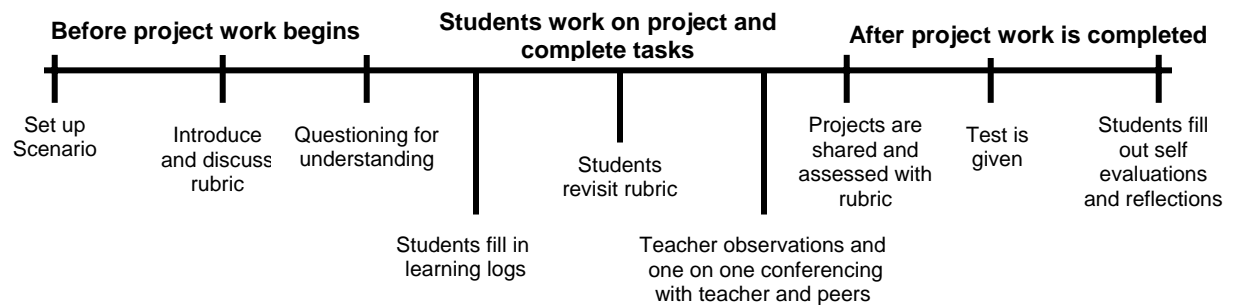 Before project work begins
Students work on project and
complete tasks
After project work is completed
Set up
Scenario
Introduce
and discuss
rubric
Questioning for
understanding
Students fill in
learning logs
Students
revisit rubric
Teacher observations and
one on one conferencing
with teacher and peers
Projects are
shared and
assessed with
rubric
Test is
given
Students fill
out self
evaluations
and reflections